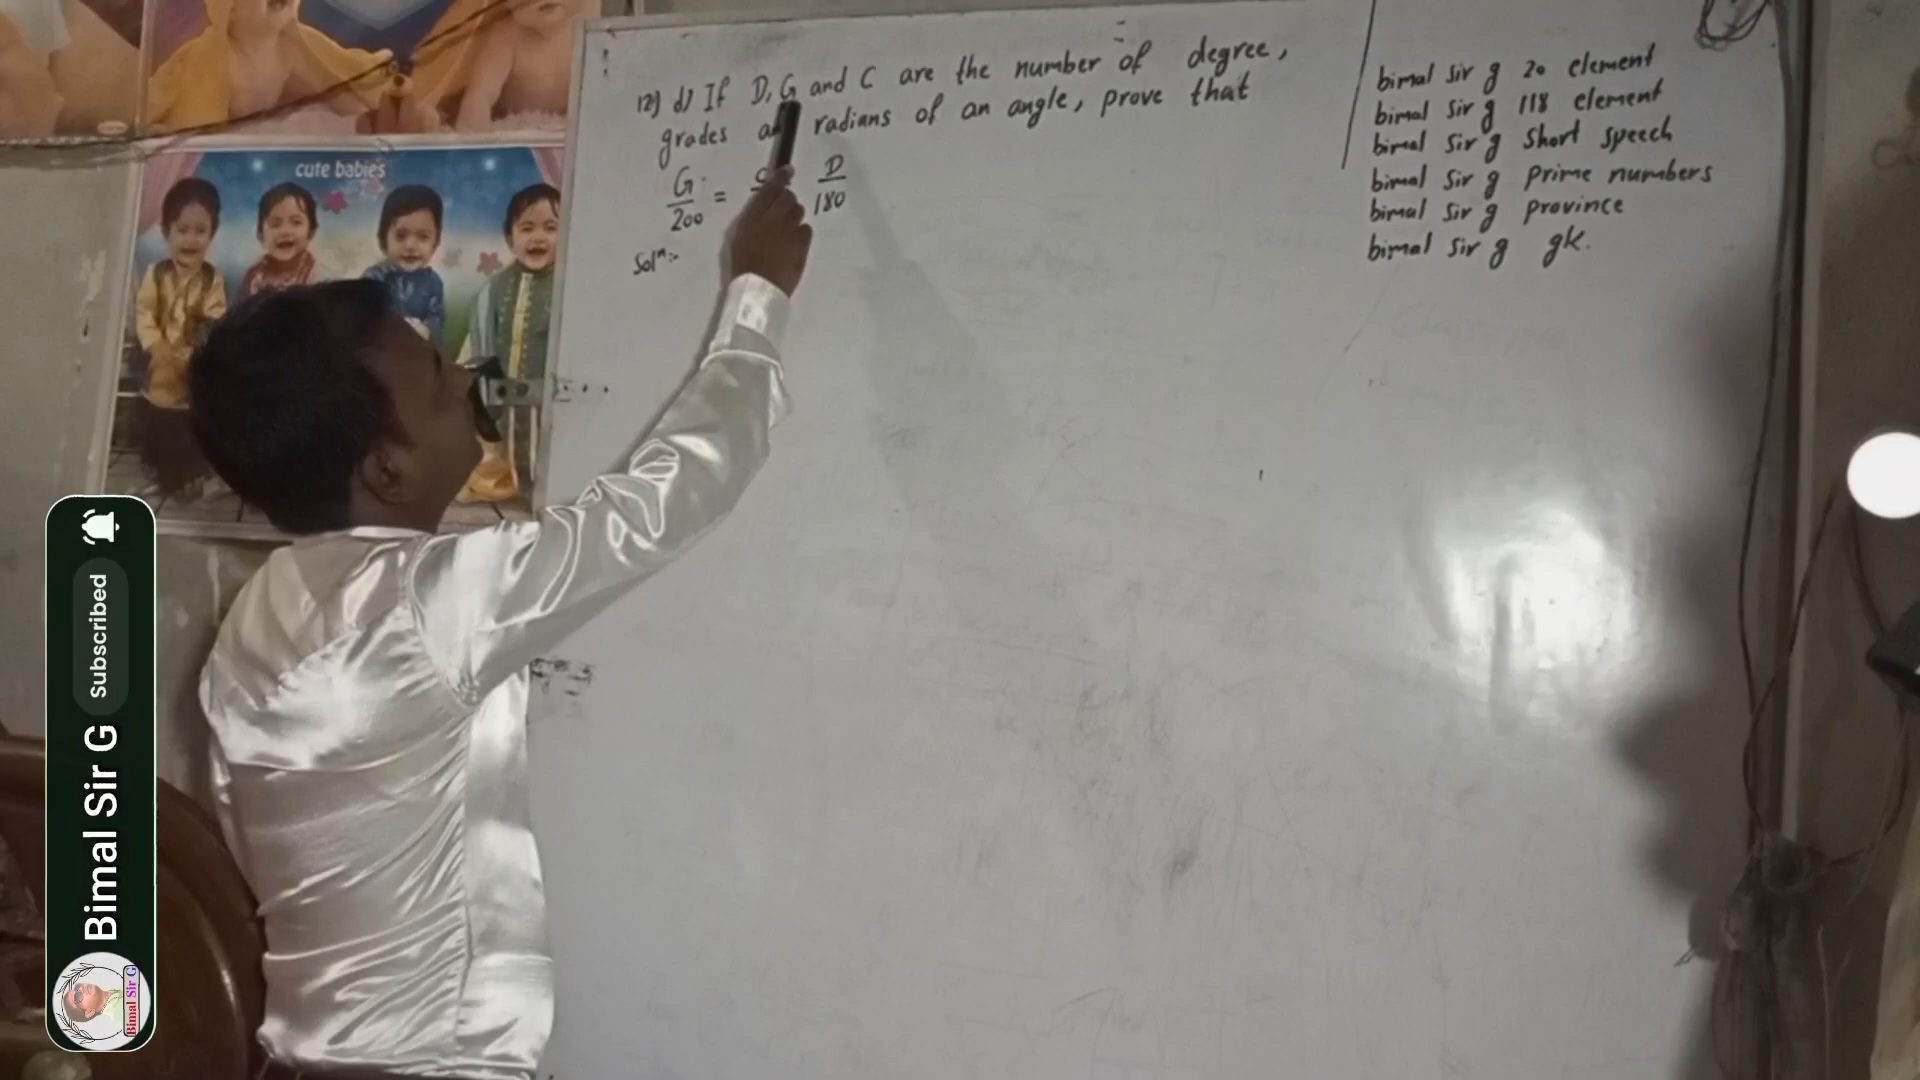 12) d) If D, G and C are the number of degree,
grades radians of an angle, prove that
G/200 = D/180
Solⁿ:-
bimal sir g 20 element
bimal sir g 118 element
bimal sir g short speech
bimal sir g prime numbers
bimal sir g province
bimal sir g gk.
cute babies
Bimal Sir G
Subscribed
Bimal Sir G